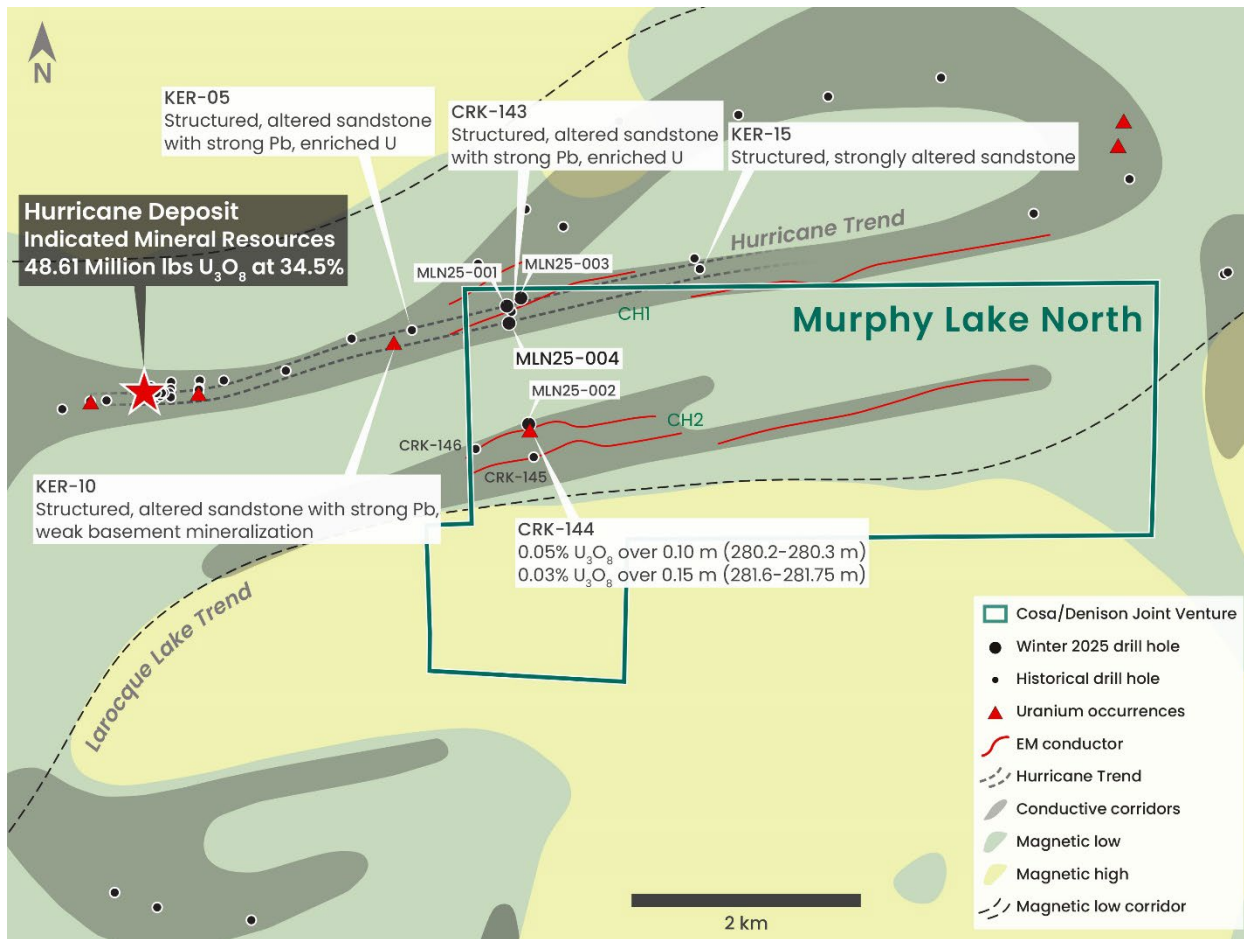 N
KER-05
Structured, altered sandstone
with strong Pb, enriched U
CRK-143
Structured, altered sandstone
with strong Pb, enriched U
KER-15
Structured, strongly altered sandstone
Hurricane Deposit
Indicated Mineral Resources
48.61 Million lbs U₃O₈ at 34.5%
Hurricane Trend
MLN25-001
MLN25-003
CH1
Murphy Lake North
MLN25-004
MLN25-002
CH2
CRK-146
CRK-145
KER-10
Structured, altered sandstone with strong Pb,
weak basement mineralization
CRK-144
0.05% U₃O₈ over 0.10 m (280.2-280.3 m)
0.03% U₃O₈ over 0.15 m (281.6-281.75 m)
Larocque Lake Trend
Cosa/Denison Joint Venture
Winter 2025 drill hole
Historical drill hole
Uranium occurrences
EM conductor
Hurricane Trend
Conductive corridors
Magnetic low
Magnetic high
Magnetic low corridor
2 km